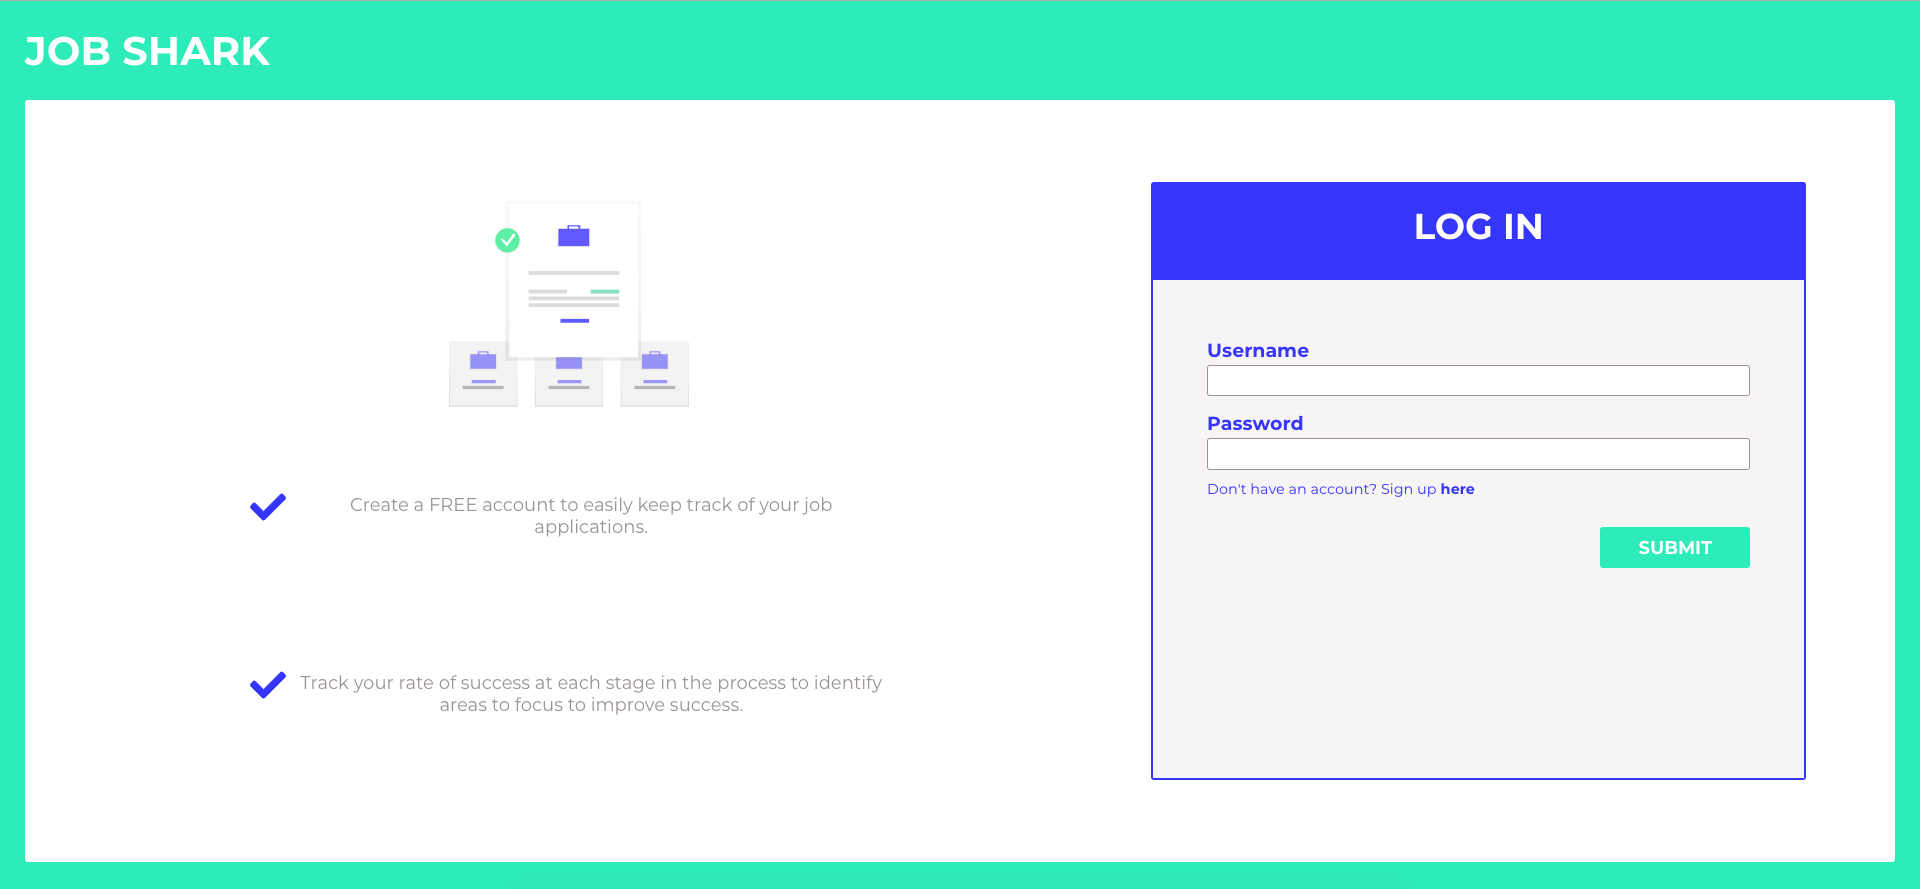 JOB SHARK
Create a FREE account to easily keep track of your job
applications.
Track your rate of success at each stage in the process to identify
areas to focus to improve success.
LOG IN
Username
Password
Don't have an account? Sign up here
SUBMIT